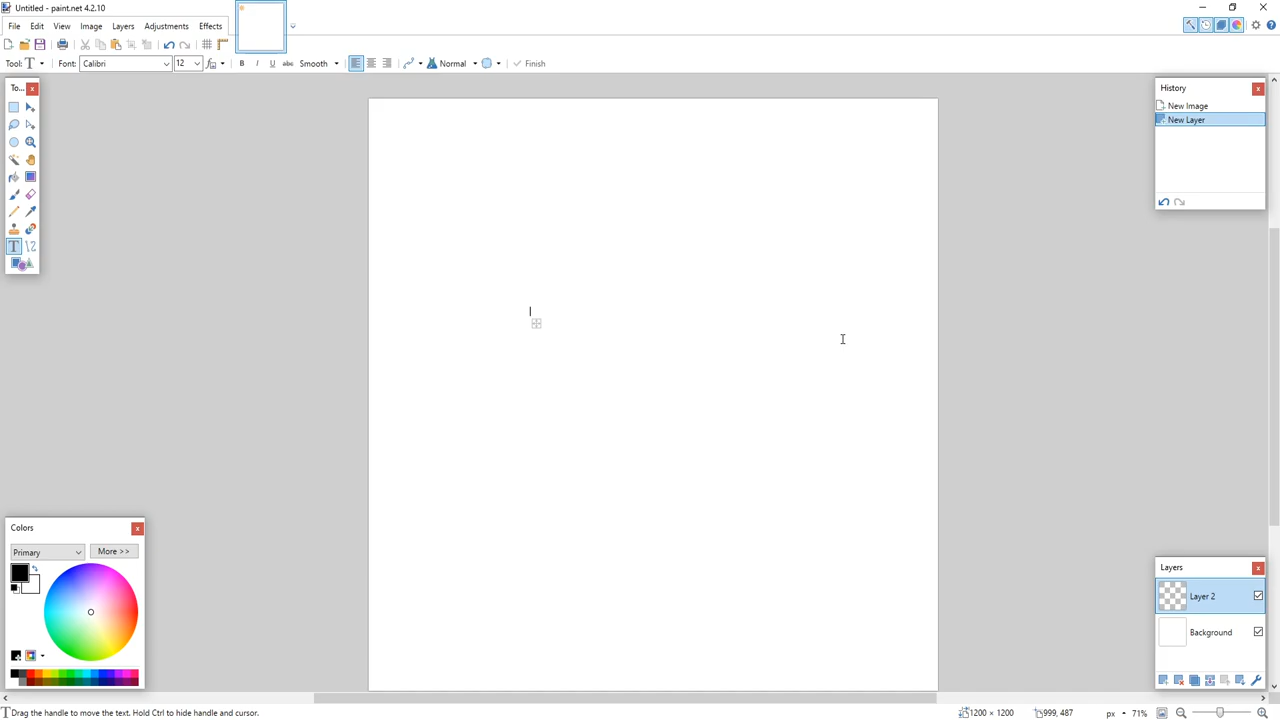 Untitled - paint.net 4.2.10
File Edit View Image Layers Adjustments Effects
Tool: T Font: Calibri 12 B I U abc Smooth Normal Finish
To...
History
New Image
New Layer
Colors
Primary More >>
Layers
Layer 2
Background
Drag the handle to move the text. Hold Ctrl to hide handle and cursor. 1200 × 1200 999, 487 px 71%